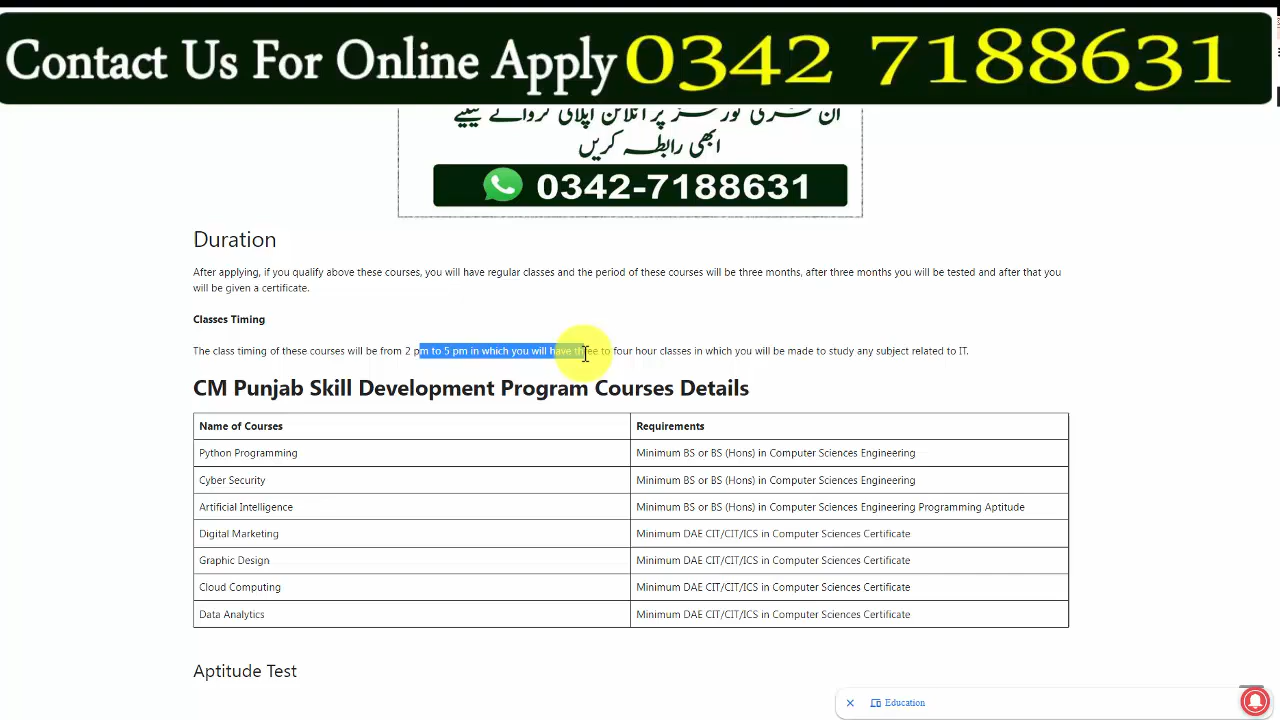 Contact Us For Online Apply 0342 7188631
ان فری کورسز پر آنلائن اپلائی کروانے کیلیے
ابھی رابطہ کریں
0342-7188631
Duration
After applying, if you qualify above these courses, you will have regular classes and the period of these courses will be three months, after three months you will be tested and after that you
will be given a certificate.
Classes Timing
The class timing of these courses will be from 2 pm to 5 pm in which you will have three to four hour classes in which you will be made to study any subject related to IT.
CM Punjab Skill Development Program Courses Details
Name of Courses Requirements
Python Programming Minimum BS or BS (Hons) in Computer Sciences Engineering
Cyber Security Minimum BS or BS (Hons) in Computer Sciences Engineering
Artificial Intelligence Minimum BS or BS (Hons) in Computer Sciences Engineering Programming Aptitude
Digital Marketing Minimum DAE CIT/CIT/ICS in Computer Sciences Certificate
Graphic Design Minimum DAE CIT/CIT/ICS in Computer Sciences Certificate
Cloud Computing Minimum DAE CIT/CIT/ICS in Computer Sciences Certificate
Data Analytics Minimum DAE CIT/CIT/ICS in Computer Sciences Certificate
Aptitude Test
Education